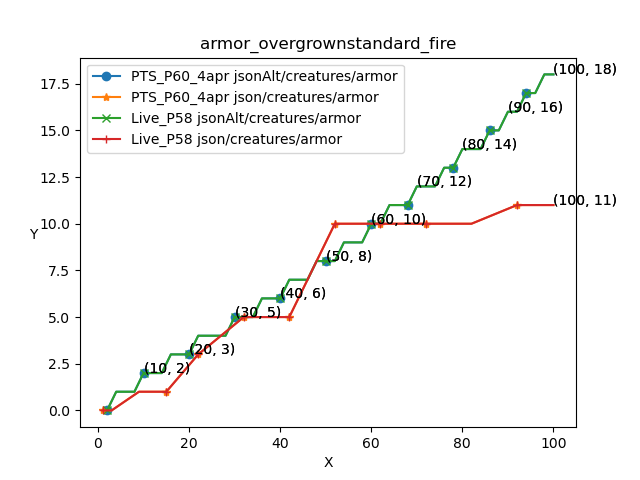 armor_overgrownstandard_fire
PTS_P60_4apr jsonAlt/creatures/armor
PTS_P60_4apr json/creatures/armor
Live_P58 jsonAlt/creatures/armor
Live_P58 json/creatures/armor
(100, 18)
(90, 16)
(80, 14)
(70, 12)
(100, 11)
(60, 10)
(50, 8)
(40, 6)
(30, 5)
(20, 3)
(10, 2)
17.5
15.0
12.5
10.0
7.5
5.0
2.5
0.0
Y
0 20 40 60 80 100
X